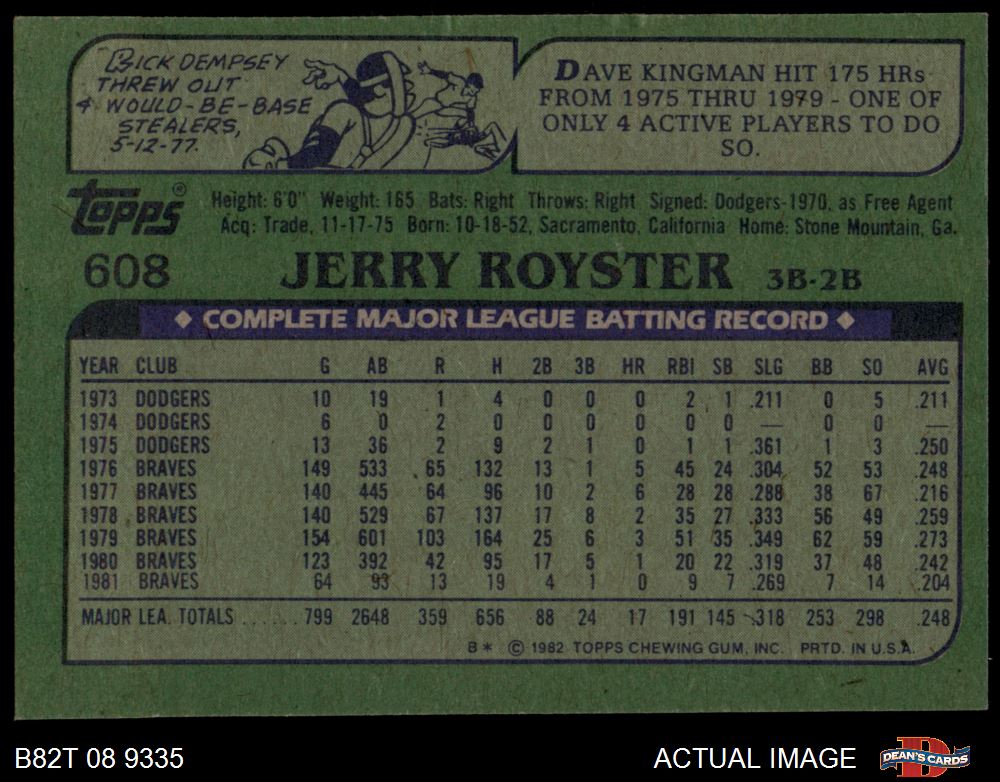 RICK DEMPSEY
THREW OUT
4 WOULD-BE-BASE
STEALERS,
5-12-77.
DAVE KINGMAN HIT 175 HRs
FROM 1975 THRU 1979 - ONE OF
ONLY 4 ACTIVE PLAYERS TO DO
SO.
Topps®
Height: 6'0" Weight: 165 Bats: Right Throws: Right Signed: Dodgers-1970, as Free Agent
Acq: Trade, 11-17-75 Born: 10-18-52, Sacramento, California Home: Stone Mountain, Ga.
608 JERRY ROYSTER 3B-2B
◆ COMPLETE MAJOR LEAGUE BATTING RECORD ◆
YEAR CLUB G AB R H 2B 3B HR RBI SB SLG BB SO AVG
1973 DODGERS 10 19 1 4 0 0 0 2 1 .211 0 5 .211
1974 DODGERS 6 0 2 0 0 0 0 0 0 — 0 0 —
1975 DODGERS 13 36 2 9 2 1 0 1 1 .361 1 3 .250
1976 BRAVES 149 533 65 132 13 1 5 45 24 .304 52 53 .248
1977 BRAVES 140 445 64 96 10 2 6 28 28 .288 38 67 .216
1978 BRAVES 140 529 67 137 17 8 2 35 27 .333 56 49 .259
1979 BRAVES 154 601 103 164 25 6 3 51 35 .349 62 59 .273
1980 BRAVES 123 392 42 95 17 5 1 20 22 .319 37 48 .242
1981 BRAVES 64 93 13 19 4 1 0 9 7 .269 7 14 .204
MAJOR LEA. TOTALS ...... 799 2648 359 656 88 24 17 191 145 .318 253 298 .248
B* © 1982 TOPPS CHEWING GUM, INC. PRTD. IN U.S.A.
B82T 08 9335 ACTUAL IMAGE DEAN'S CARDS